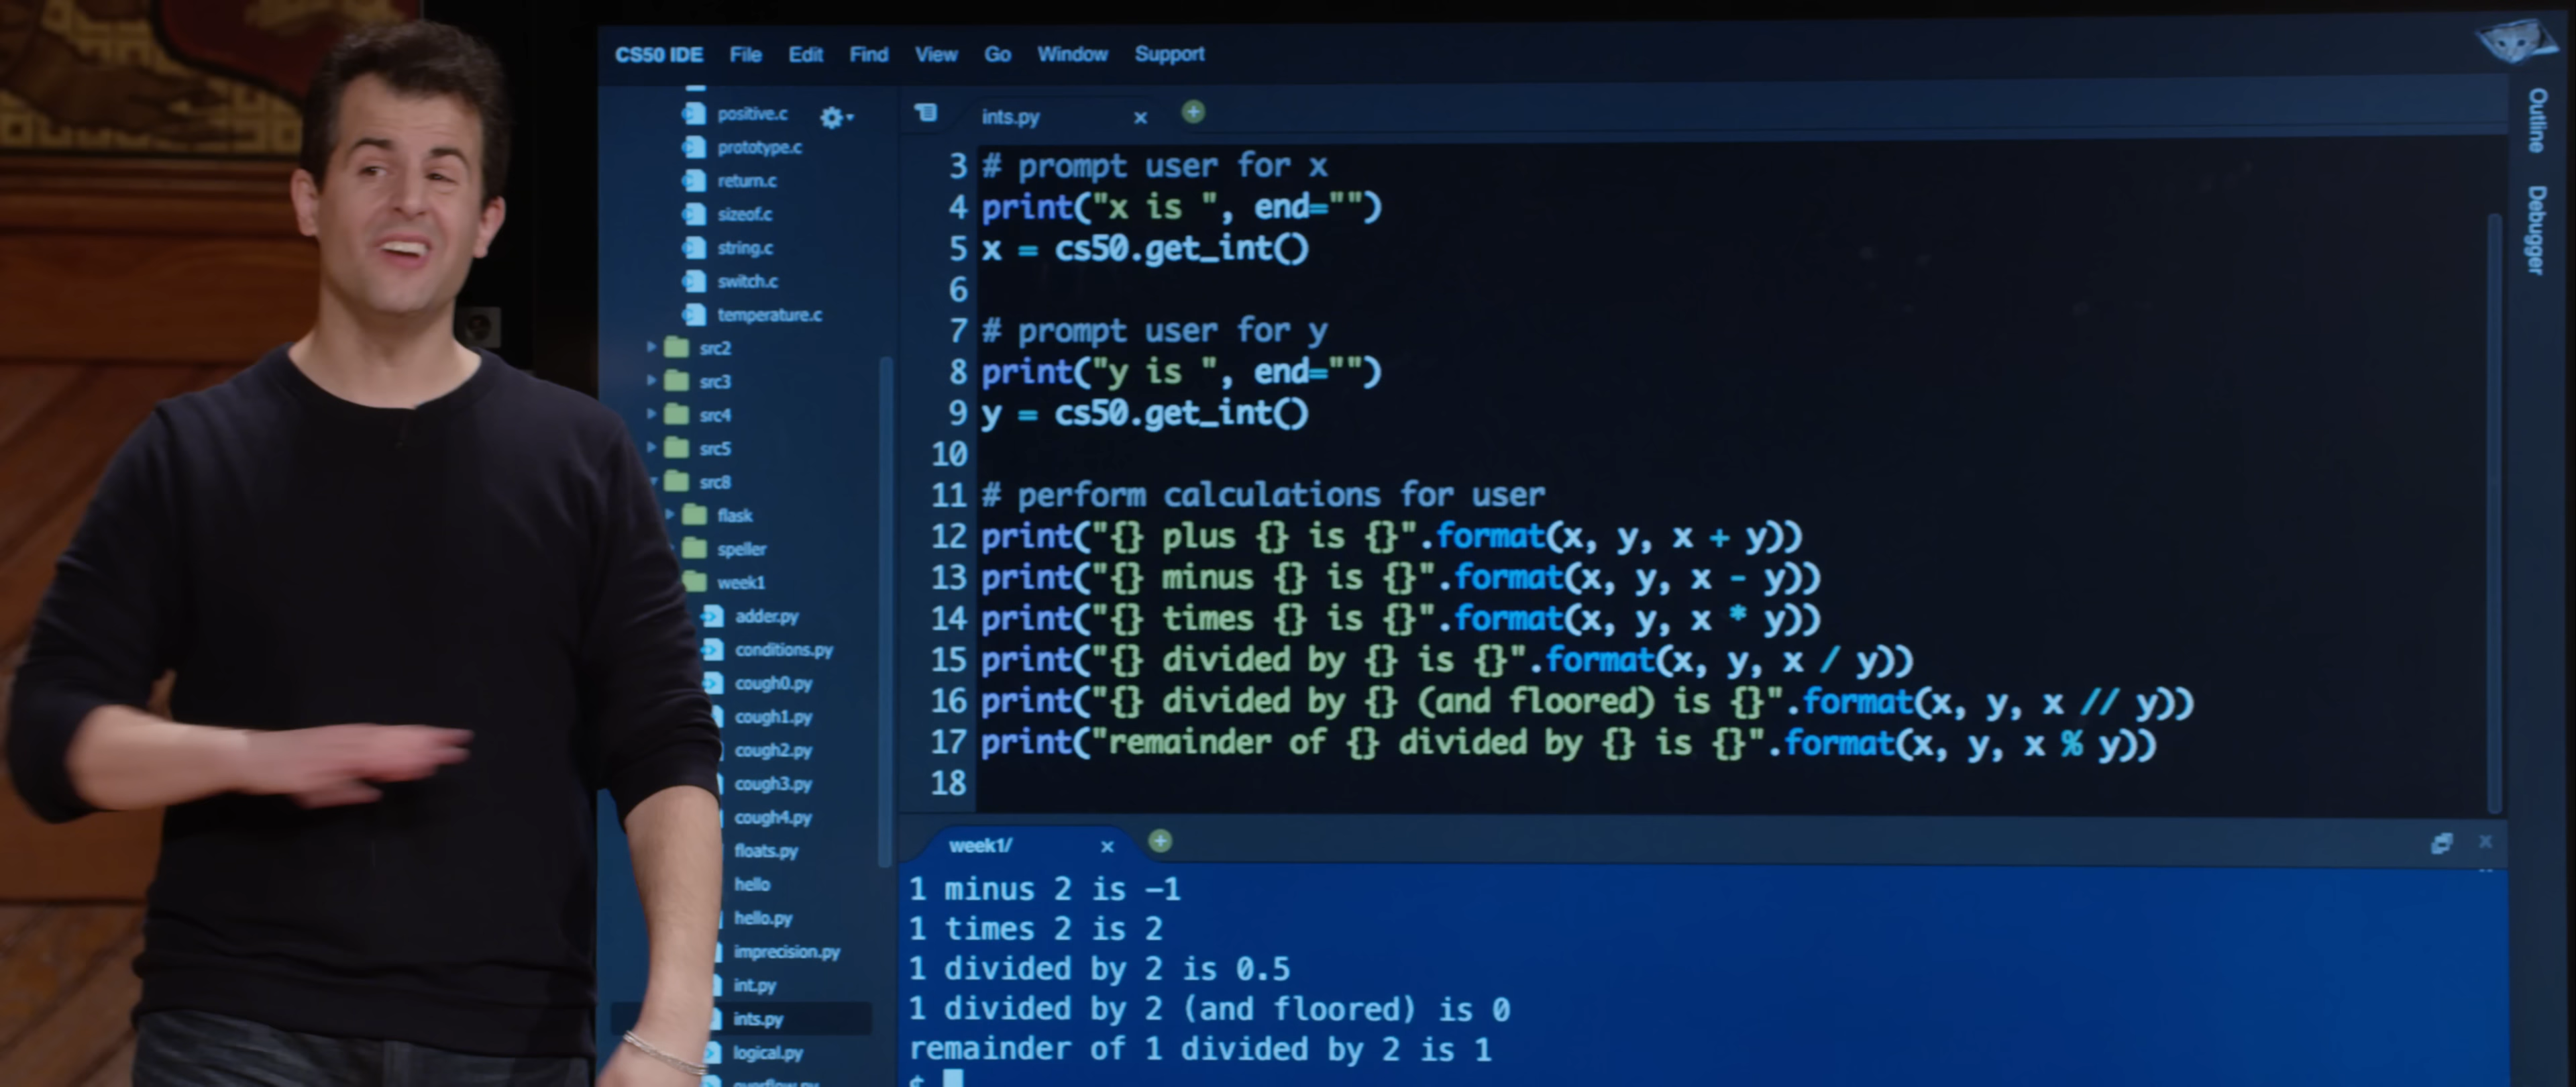 CS50 IDE File Edit Find View Go Window Support
positive.c
prototype.c
return.c
sizeof.c
string.c
switch.c
temperature.c
src2
src3
src4
src5
src8
flask
speller
week1
adder.py
conditions.py
cough0.py
cough1.py
cough2.py
cough3.py
cough4.py
floats.py
hello
hello.py
imprecision.py
int.py
ints.py
logical.py
overflow.py
ints.py
3 # prompt user for x
4 print("x is ", end="")
5 x = cs50.get_int()
6
7 # prompt user for y
8 print("y is ", end="")
9 y = cs50.get_int()
10
11 # perform calculations for user
12 print("{} plus {} is {}".format(x, y, x + y))
13 print("{} minus {} is {}".format(x, y, x - y))
14 print("{} times {} is {}".format(x, y, x * y))
15 print("{} divided by {} is {}".format(x, y, x / y))
16 print("{} divided by {} (and floored) is {}".format(x, y, x // y))
17 print("remainder of {} divided by {} is {}".format(x, y, x % y))
18
week1/
1 minus 2 is -1
1 times 2 is 2
1 divided by 2 is 0.5
1 divided by 2 (and floored) is 0
remainder of 1 divided by 2 is 1
$
Outline
Debugger